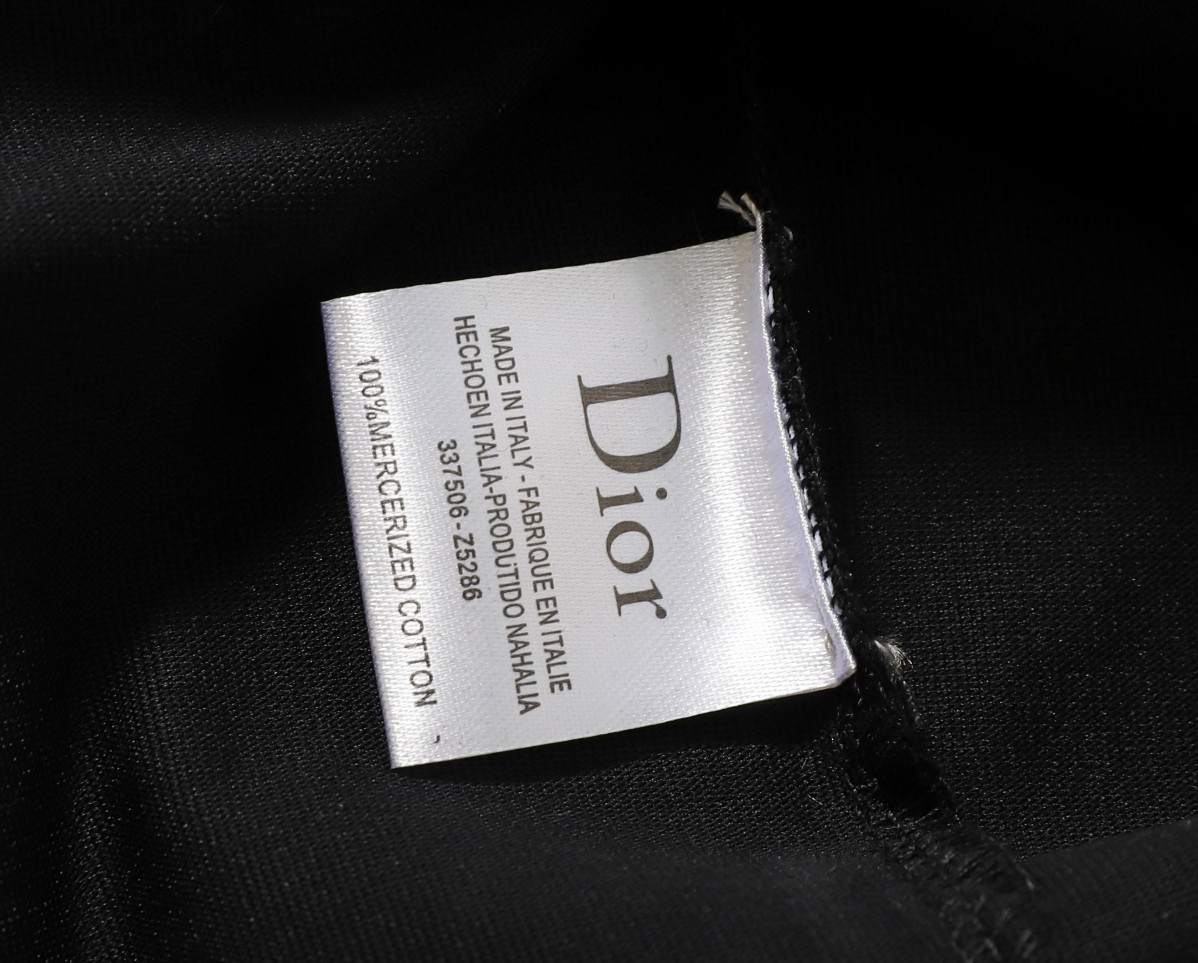 Dior
MADE IN ITALY - FABRIQUE EN ITALIE
HECHOEN ITALIA-PRODUTIDO NAHALIA
337506 - Z5286
100%MERCERIZED COTTON ,